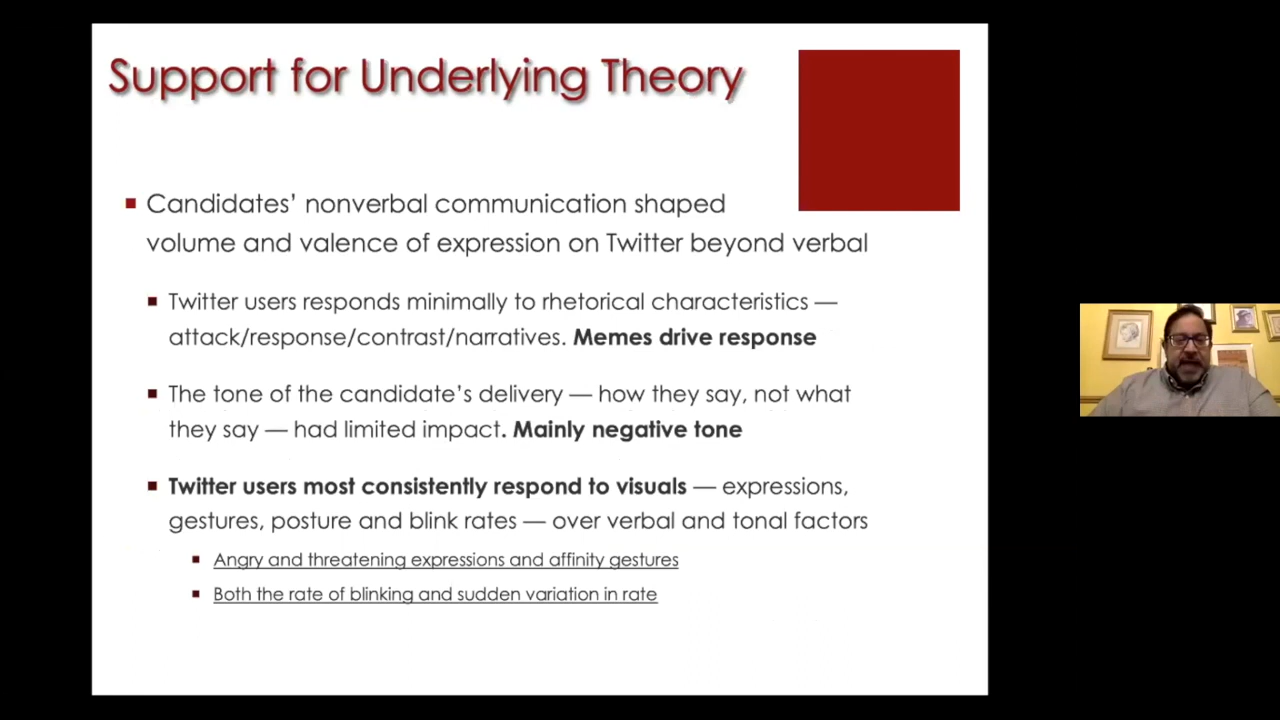 Support for Underlying Theory
Candidates’ nonverbal communication shaped
volume and valence of expression on Twitter beyond verbal
Twitter users responds minimally to rhetorical characteristics —
attack/response/contrast/narratives. Memes drive response
The tone of the candidate’s delivery — how they say, not what
they say — had limited impact. Mainly negative tone
Twitter users most consistently respond to visuals — expressions,
gestures, posture and blink rates — over verbal and tonal factors
Angry and threatening expressions and affinity gestures
Both the rate of blinking and sudden variation in rate